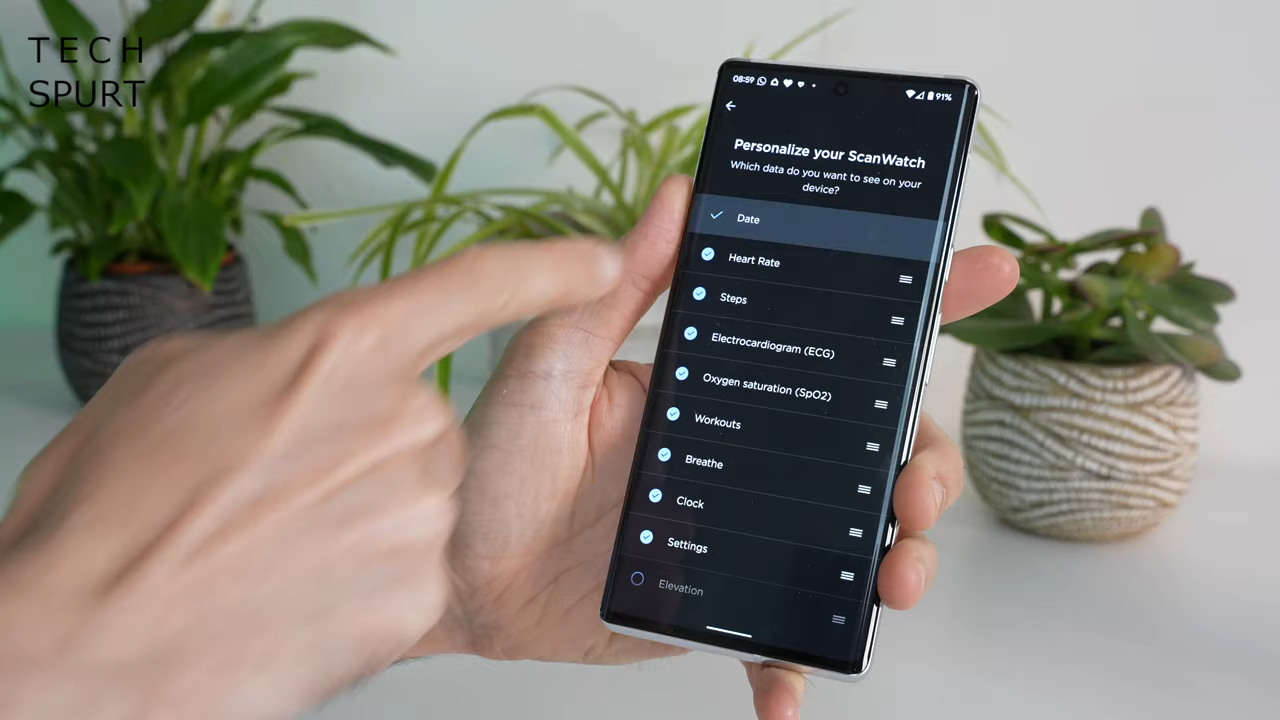 TECH
SPURT
08:59
91%
Personalize your ScanWatch
Which data do you want to see on your
device?
Date
Heart Rate
Steps
Electrocardiogram (ECG)
Oxygen saturation (SpO2)
Workouts
Breathe
Clock
Settings
Elevation